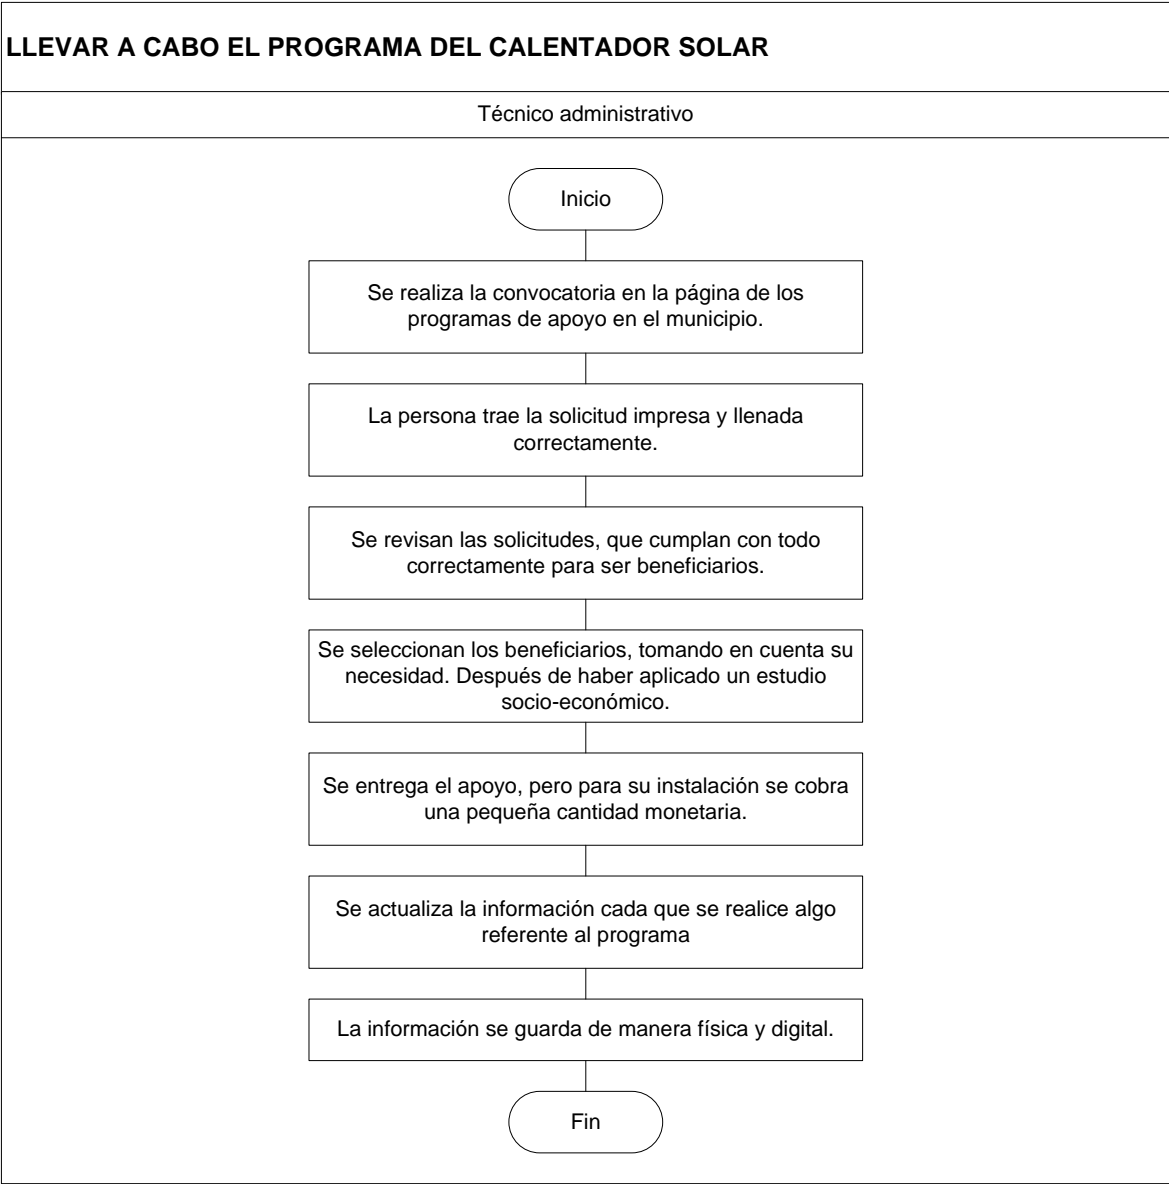 LLEVAR A CABO EL PROGRAMA DEL CALENTADOR SOLAR
Técnico administrativo
Inicio
Se realiza la convocatoria en la página de los
programas de apoyo en el municipio.
La persona trae la solicitud impresa y llenada
correctamente.
Se revisan las solicitudes, que cumplan con todo
correctamente para ser beneficiarios.
Se seleccionan los beneficiarios, tomando en cuenta su
necesidad. Después de haber aplicado un estudio
socio-económico.
Se entrega el apoyo, pero para su instalación se cobra
una pequeña cantidad monetaria.
Se actualiza la información cada que se realice algo
referente al programa
La información se guarda de manera física y digital.
Fin